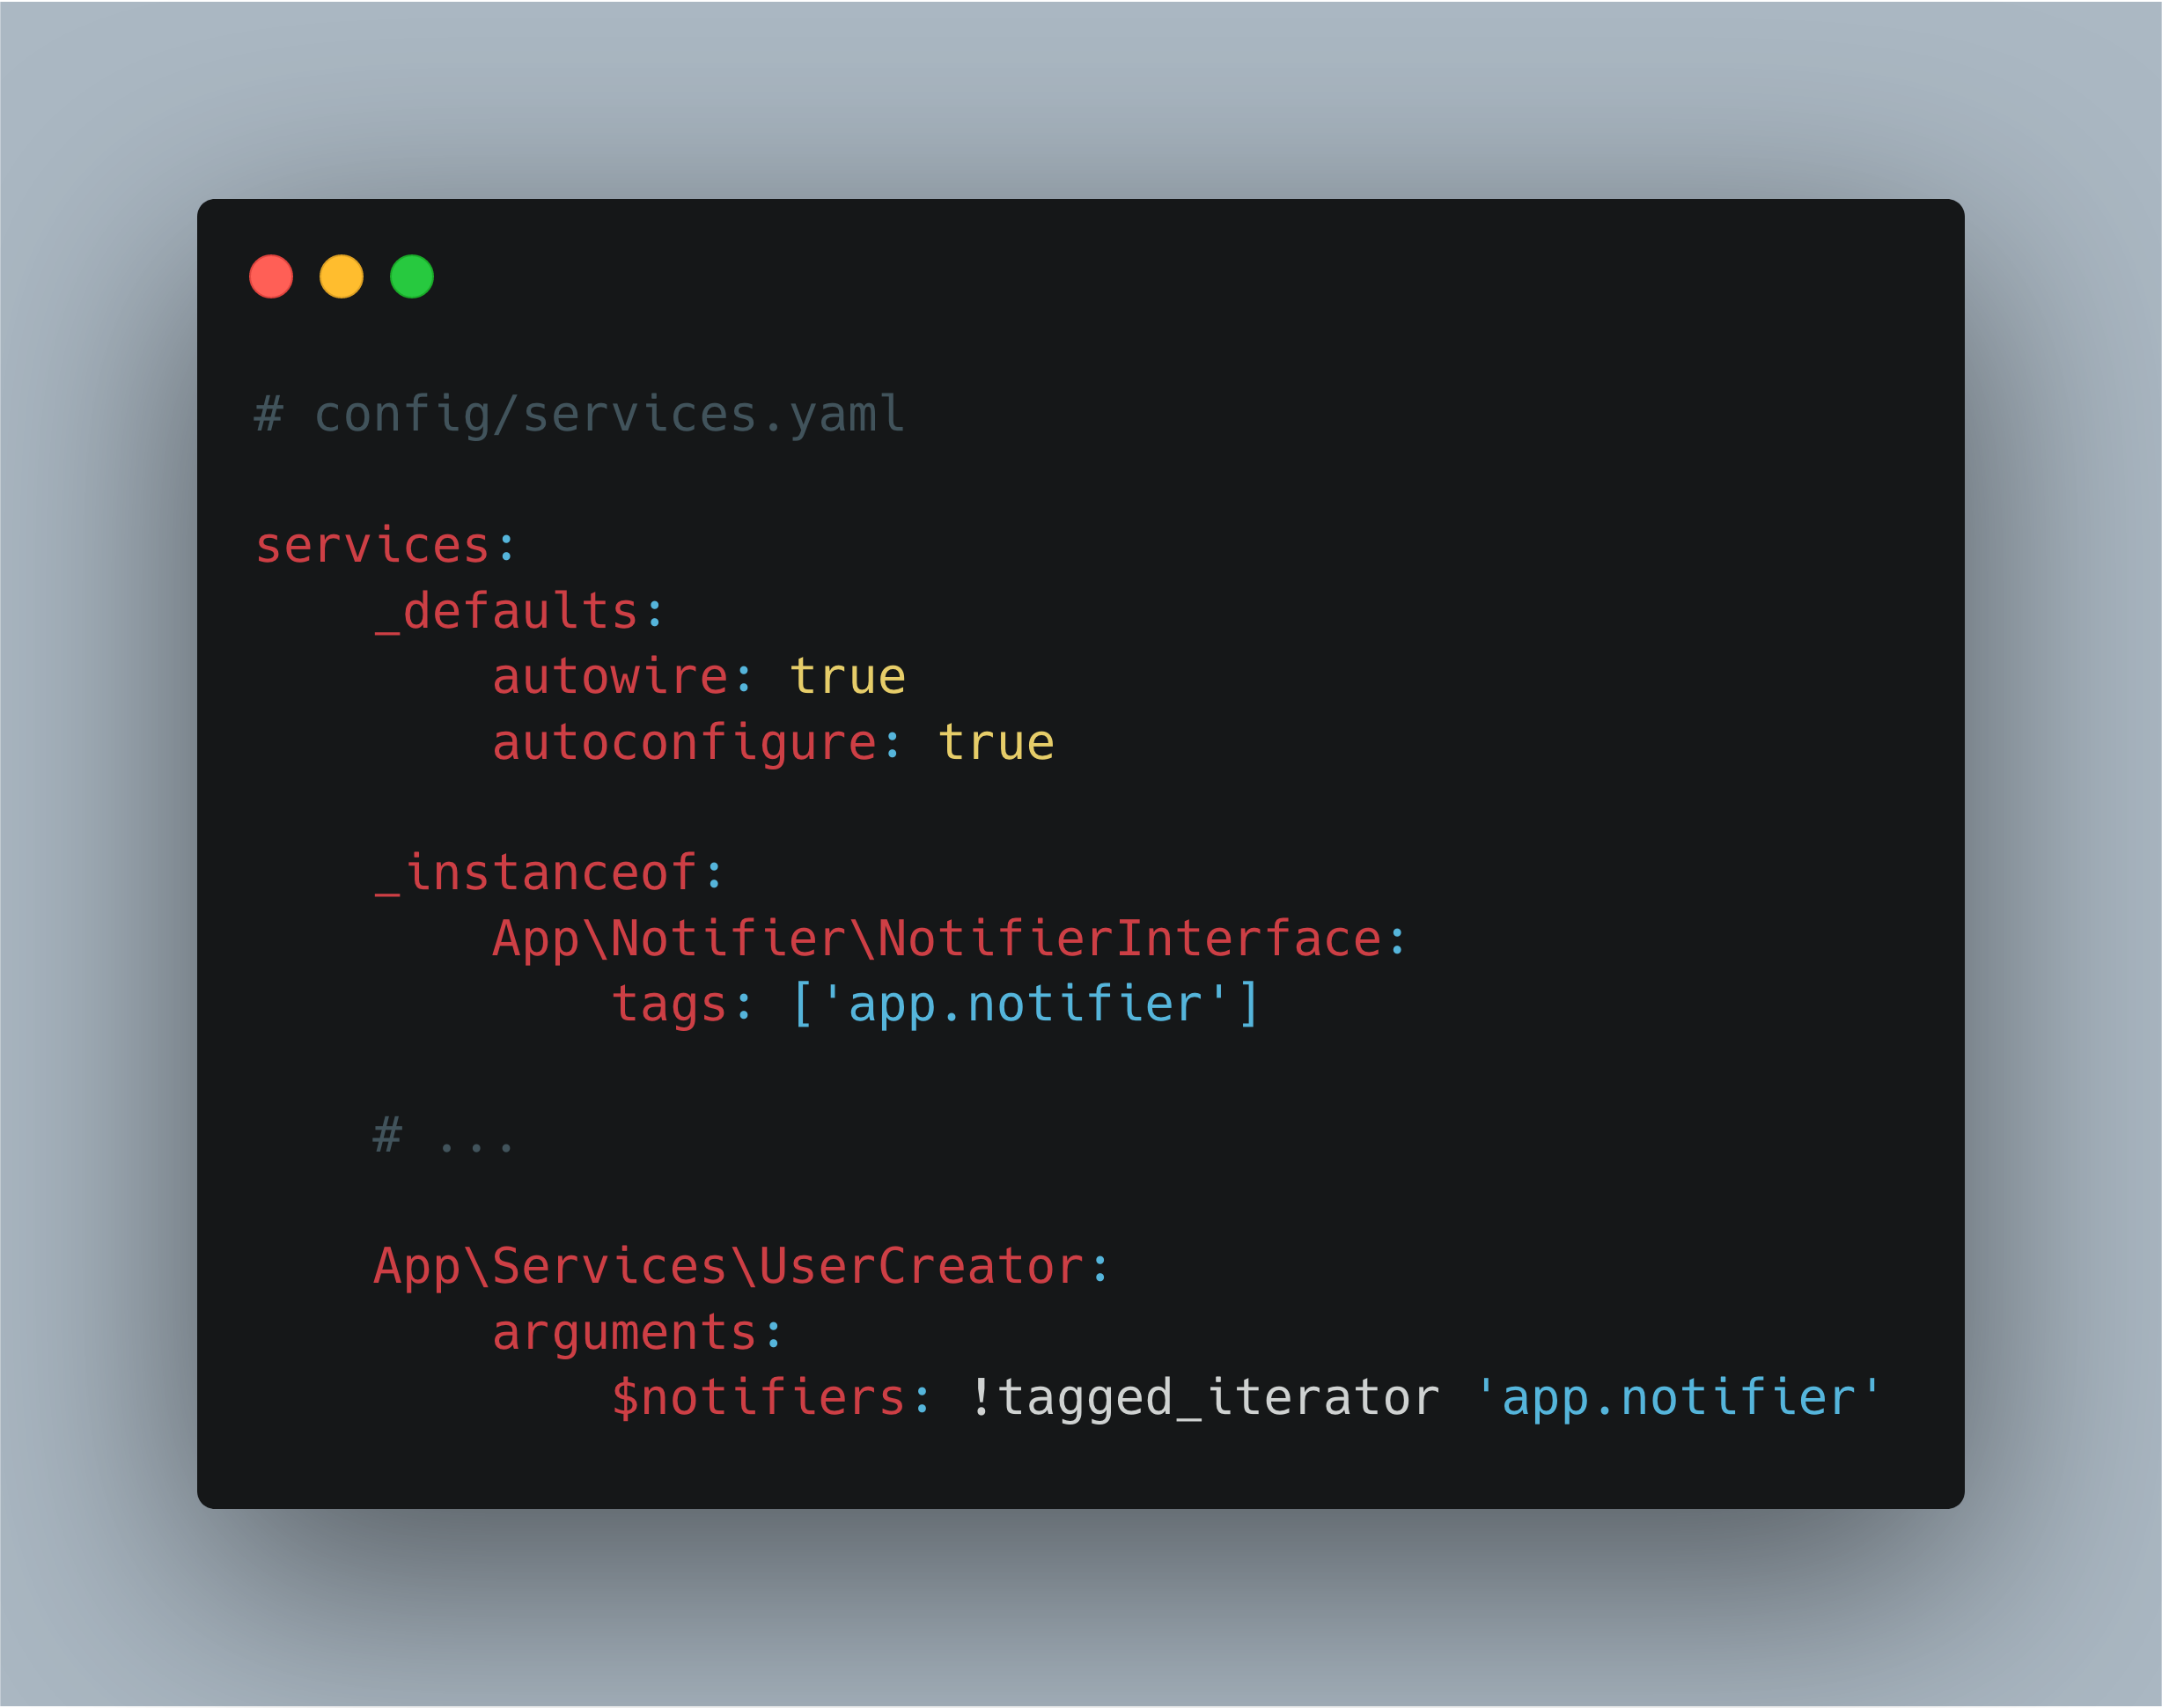 # config/services.yaml
services:
    _defaults:
        autowire: true
        autoconfigure: true
    _instanceof:
        App\Notifier\NotifierInterface:
            tags: ['app.notifier']
    # ...
    App\Services\UserCreator:
        arguments:
            $notifiers: !tagged_iterator 'app.notifier'